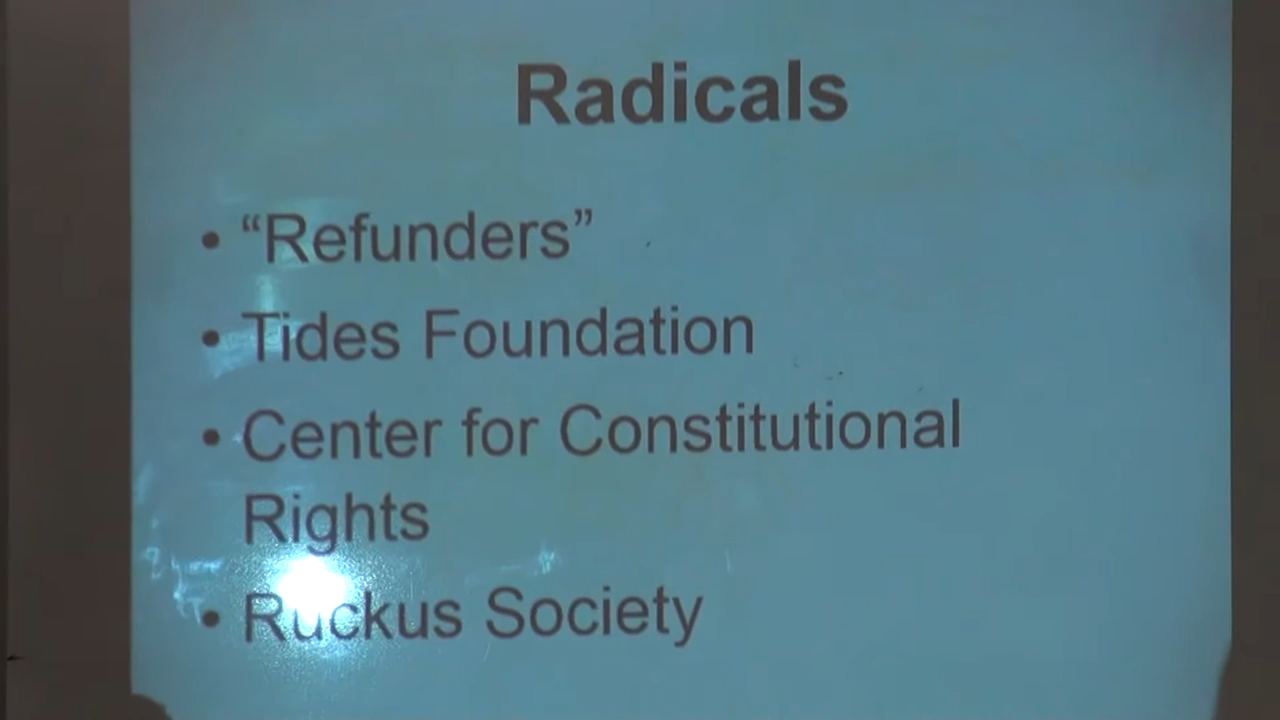 Radicals
• “Refunders”
• Tides Foundation
• Center for Constitutional
Rights
• Ruckus Society